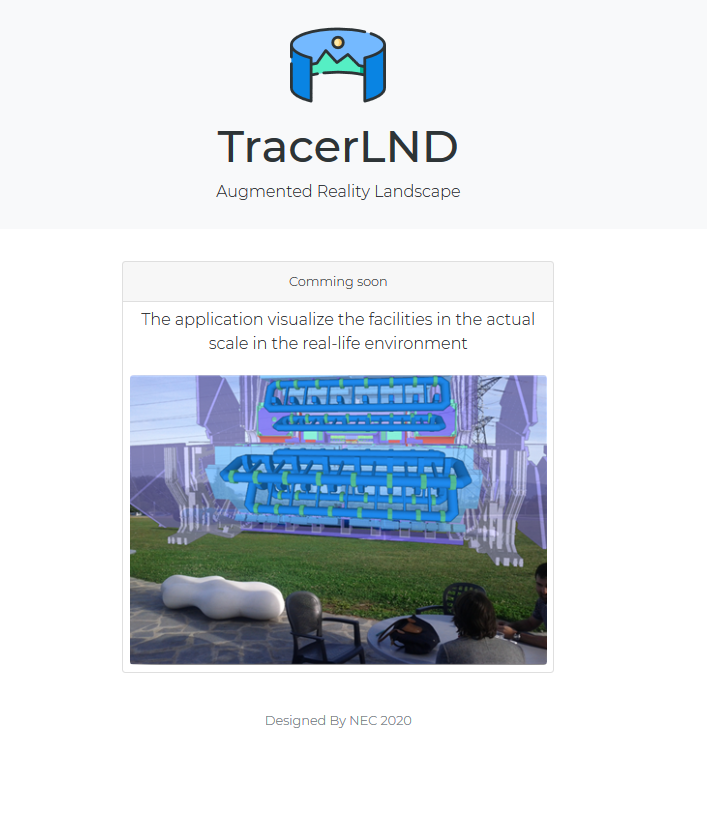 TracerLND
Augmented Reality Landscape
Comming soon
The application visualize the facilities in the actual
scale in the real-life environment
Designed By NEC 2020